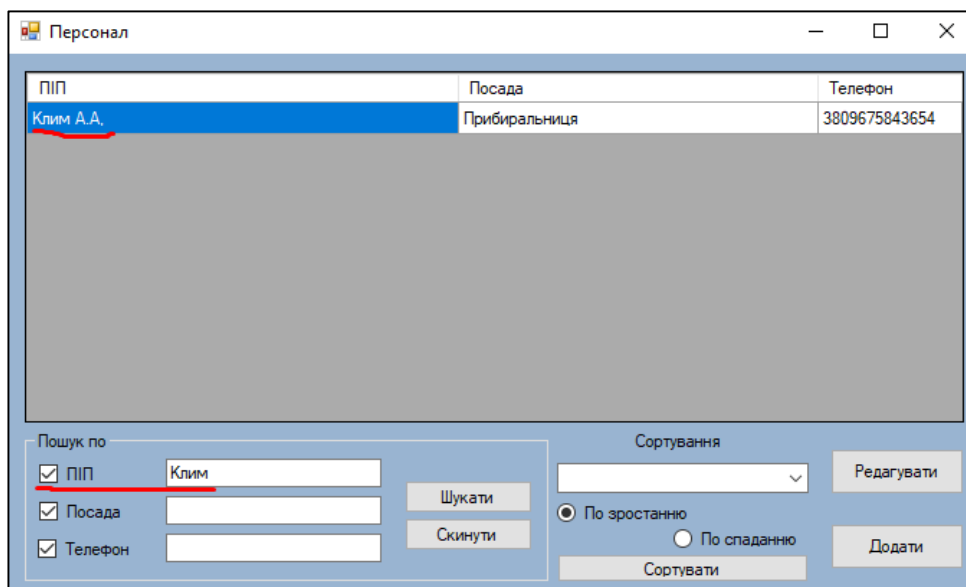 Персонал
ПІП Посада Телефон
Клим А.А, Прибиральниця 3809675843654
Пошук по
ПІП Клим
Посада
Телефон
Шукати
Скинути
Сортування
По зростанню
По спаданню
Сортувати
Редагувати
Додати